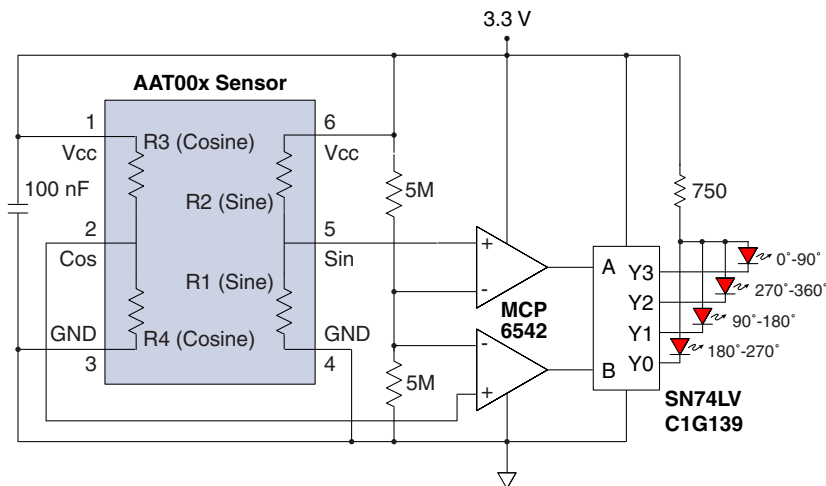 3.3 V
AAT00x Sensor
1
Vcc
R3 (Cosine)
6
Vcc
100 nF
R2 (Sine)
5M
750
2
Cos
5
Sin
+
-
A
Y3
0°-90°
R1 (Sine)
Y2
270°-360°
MCP
6542
Y1
90°-180°
GND
3
R4 (Cosine)
GND
4
-
+
5M
B
Y0
180°-270°
SN74LV
C1G139